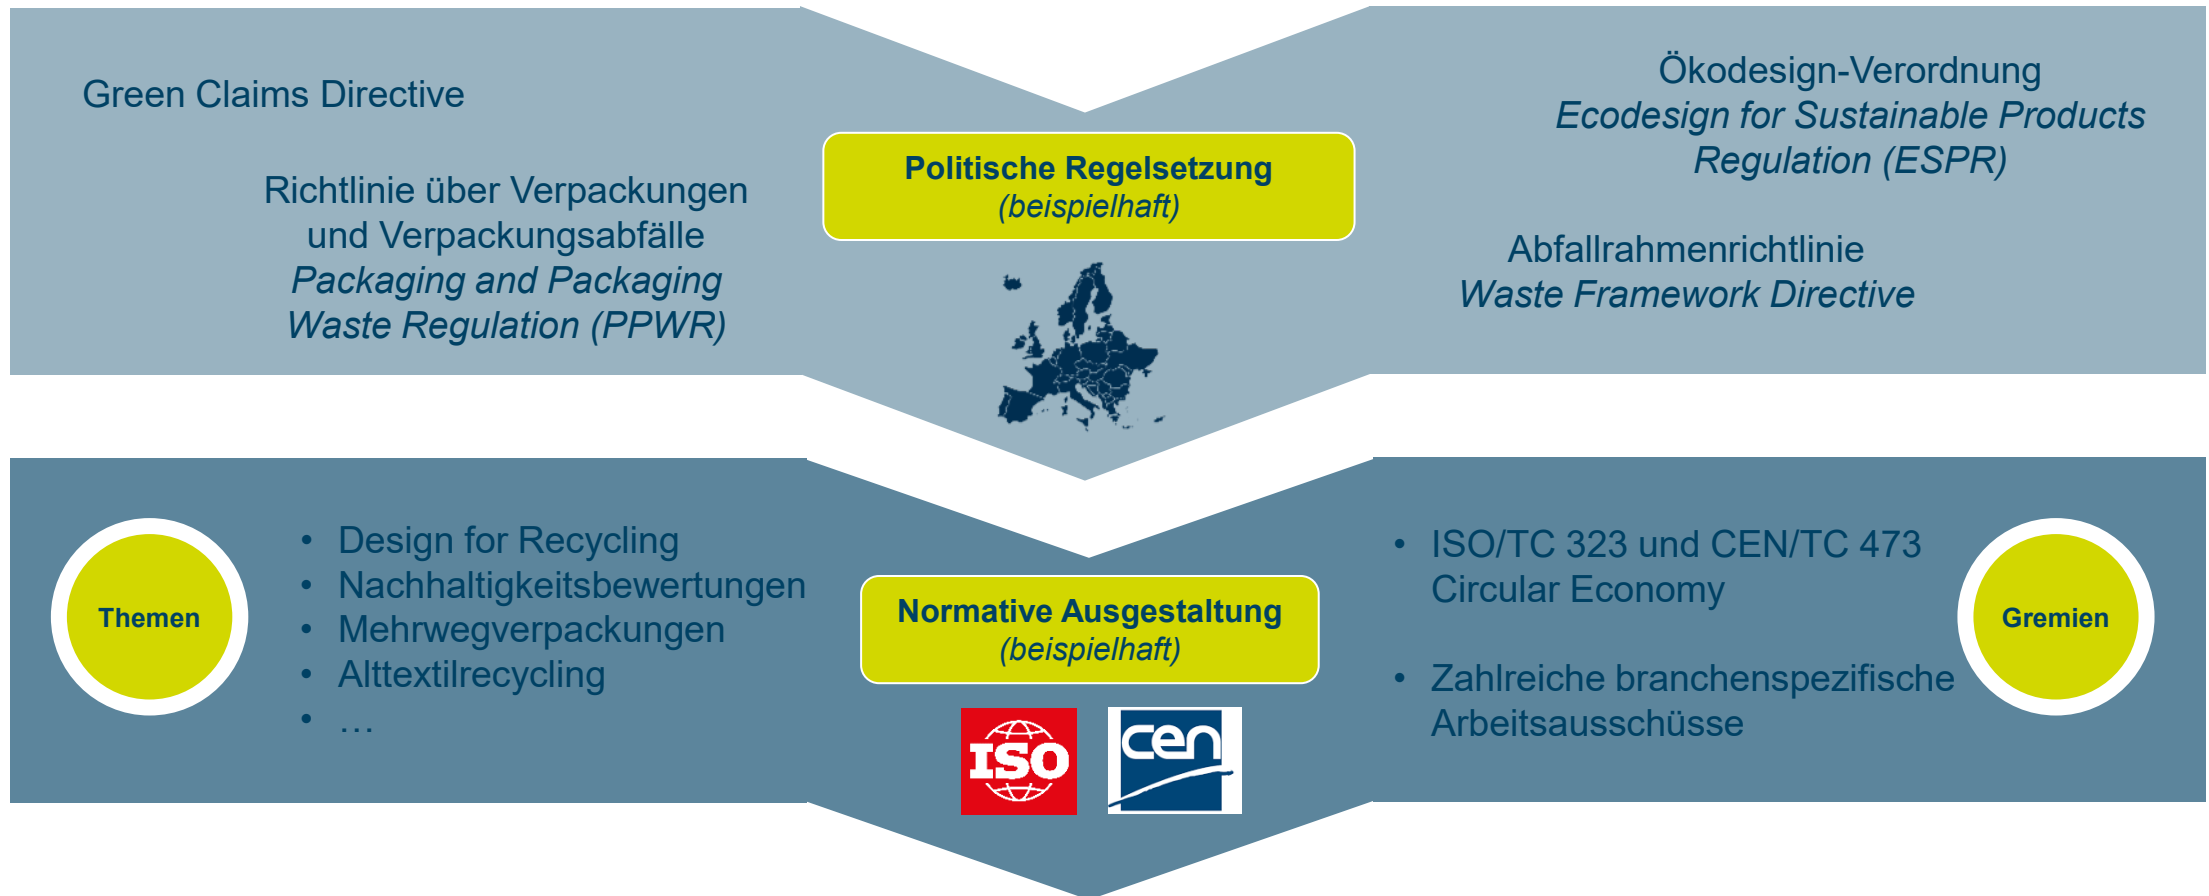 Green Claims Directive
Richtlinie über Verpackungen
und Verpackungsabfälle
Packaging and Packaging
Waste Regulation (PPWR)
Politische Regelsetzung
(beispielhaft)
Ökodesign-Verordnung
Ecodesign for Sustainable Products
Regulation (ESPR)
Abfallrahmenrichtlinie
Waste Framework Directive
Themen
• Design for Recycling
• Nachhaltigkeitsbewertungen
• Mehrwegverpackungen
• Alttextilrecycling
• …
Normative Ausgestaltung
(beispielhaft)
ISO
cen
• ISO/TC 323 und CEN/TC 473
Circular Economy
• Zahlreiche branchenspezifische
Arbeitsausschüsse
Gremien